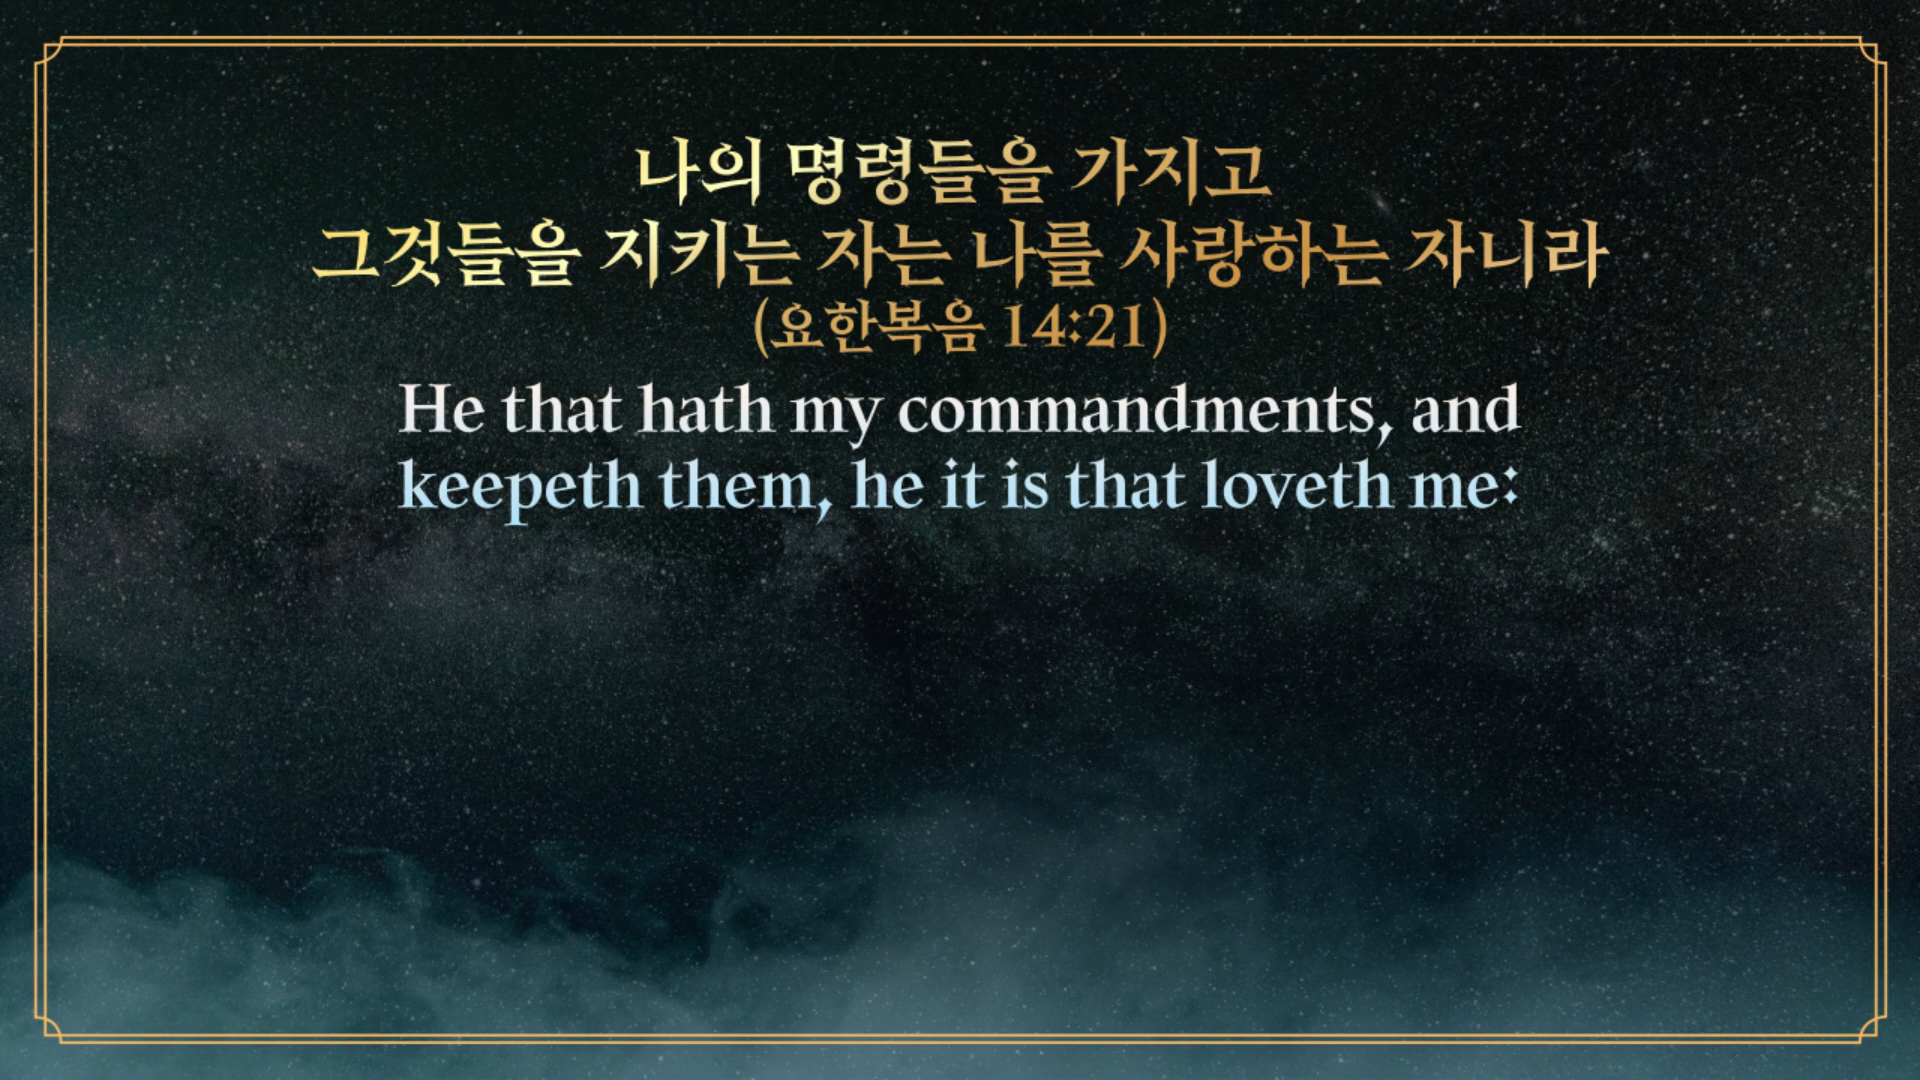 나의 명령들을 가지고
그것들을 지키는 자는 나를 사랑하는 자니라
(요한복음 14:21)
He that hath my commandments, and
keepeth them, he it is that loveth me: